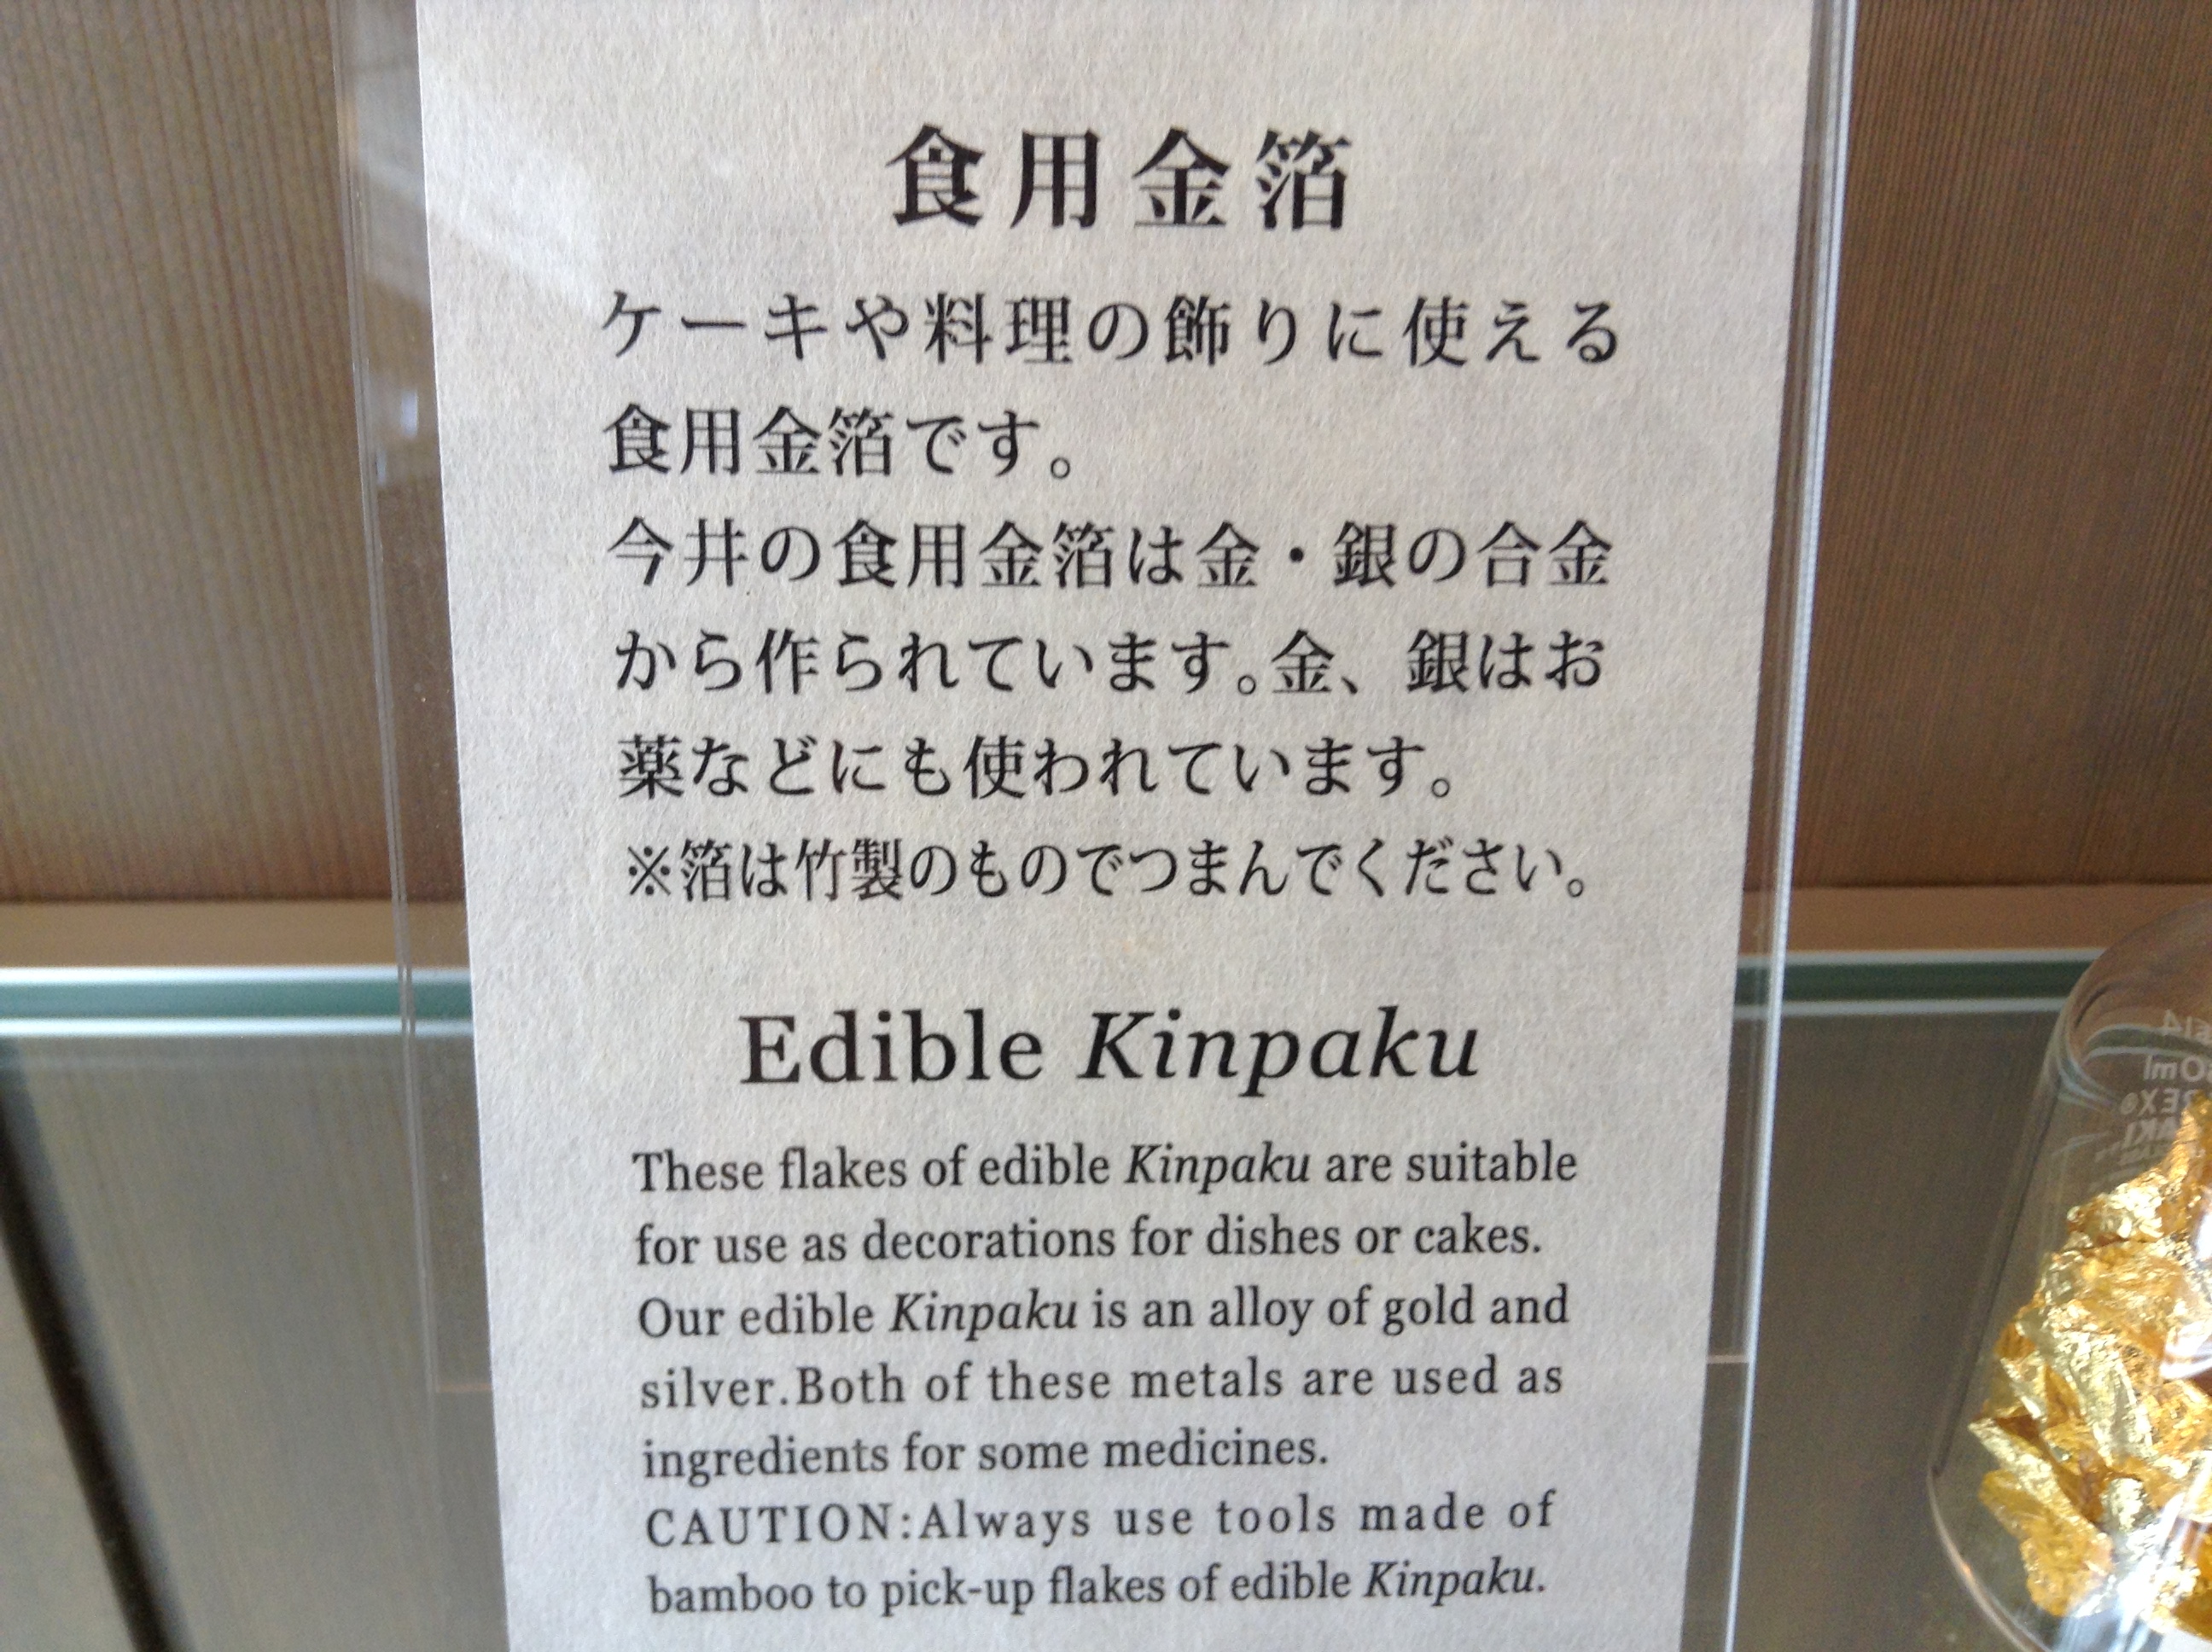 食用金箔
ケーキや料理の飾りに使える
食用金箔です。
今井の食用金箔は金・銀の合金
から作られています。金、銀はお
薬などにも使われています。
※箔は竹製のものでつまんでください。
Edible Kinpaku
These flakes of edible Kinpaku are suitable
for use as decorations for dishes or cakes.
Our edible Kinpaku is an alloy of gold and
silver.Both of these metals are used as
ingredients for some medicines.
CAUTION:Always use tools made of
bamboo to pick-up flakes of edible Kinpaku.